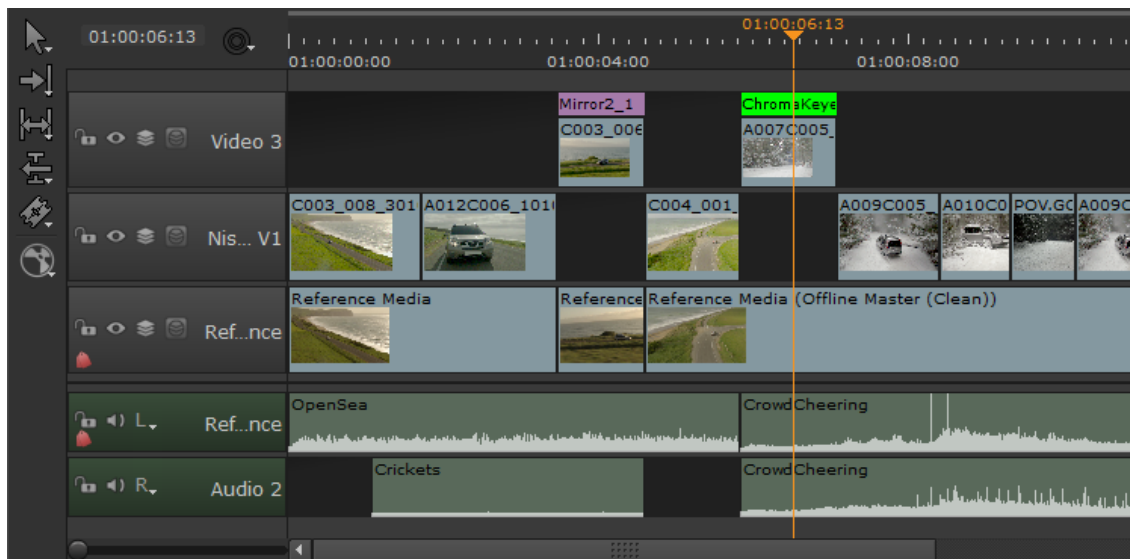 01:00:06:13
01:00:06:13
01:00:00:00 01:00:04:00 01:00:08:00
Mirror2_1 ChromaKeye
Video 3 C003_006 A007C005_
Nis... V1 C003_008_301 A012C006_101 C004_001_ A009C005_ A010C0 POV.GC A009C
Ref...nce Reference Media Reference Reference Media (Offline Master (Clean))
L Ref...nce OpenSea CrowdCheering
R Audio 2 Crickets CrowdCheering